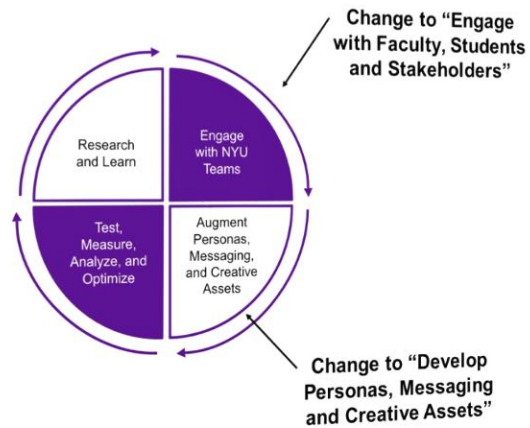 Change to “Engage
with Faculty, Students
and Stakeholders”
Research
and Learn
Engage
with NYU
Teams
Test,
Measure,
Analyze, and
Optimize
Augment
Personas,
Messaging,
and Creative
Assets
Change to “Develop
Personas, Messaging
and Creative Assets”